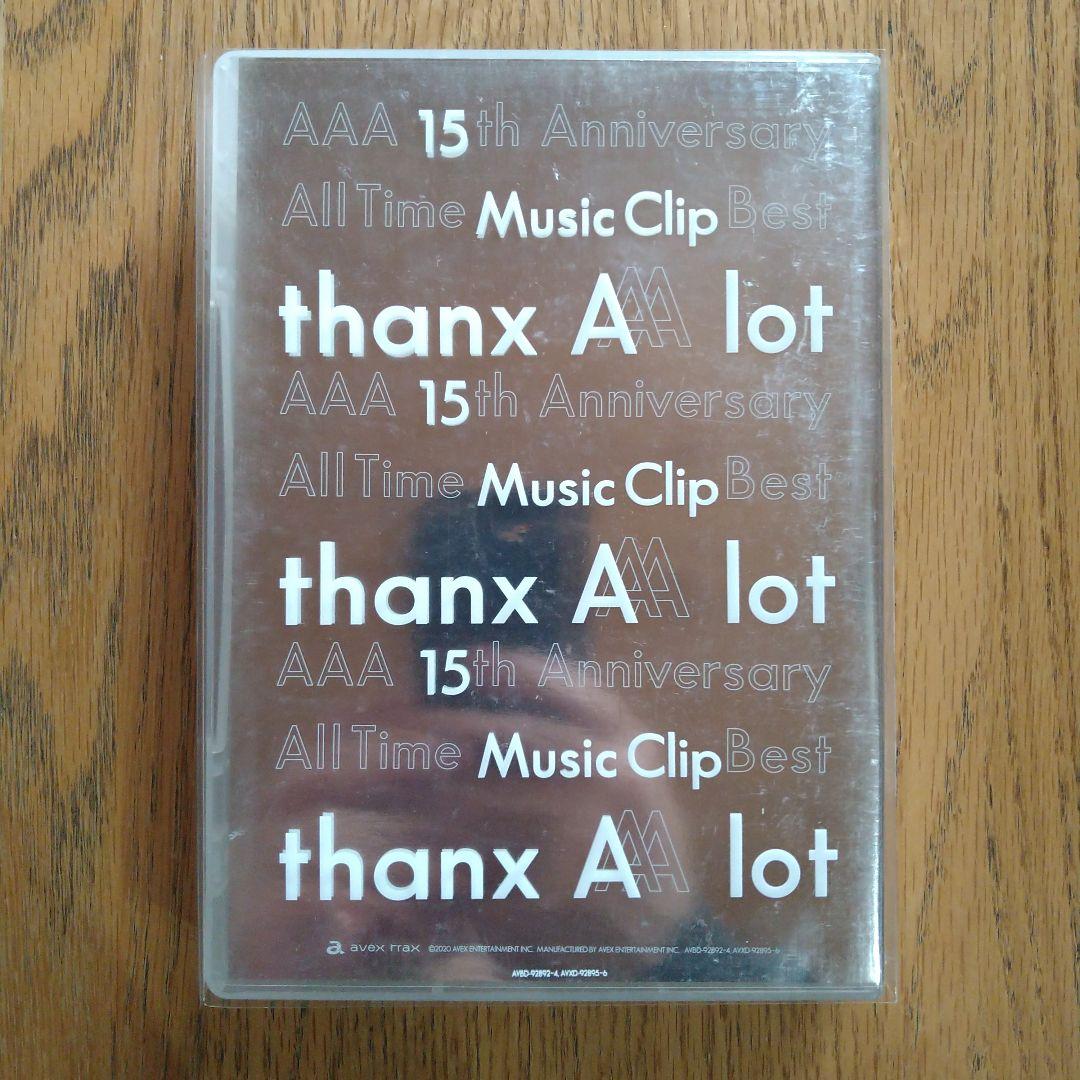 AAA 15th Anniversary
All Time Music Clip Best
thanx AAA lot
AAA 15th Anniversary
All Time Music Clip Best
thanx AAA lot
AAA 15th Anniversary
All Time Music Clip Best
thanx AAA lot
a avex trax ©2020 AVEX ENTERTAINMENT INC. MANUFACTURED BY AVEX ENTERTAINMENT INC. AVBD-92892~4, AVXD-92895~6
AVBD-92892~4, AVXD-92895~6